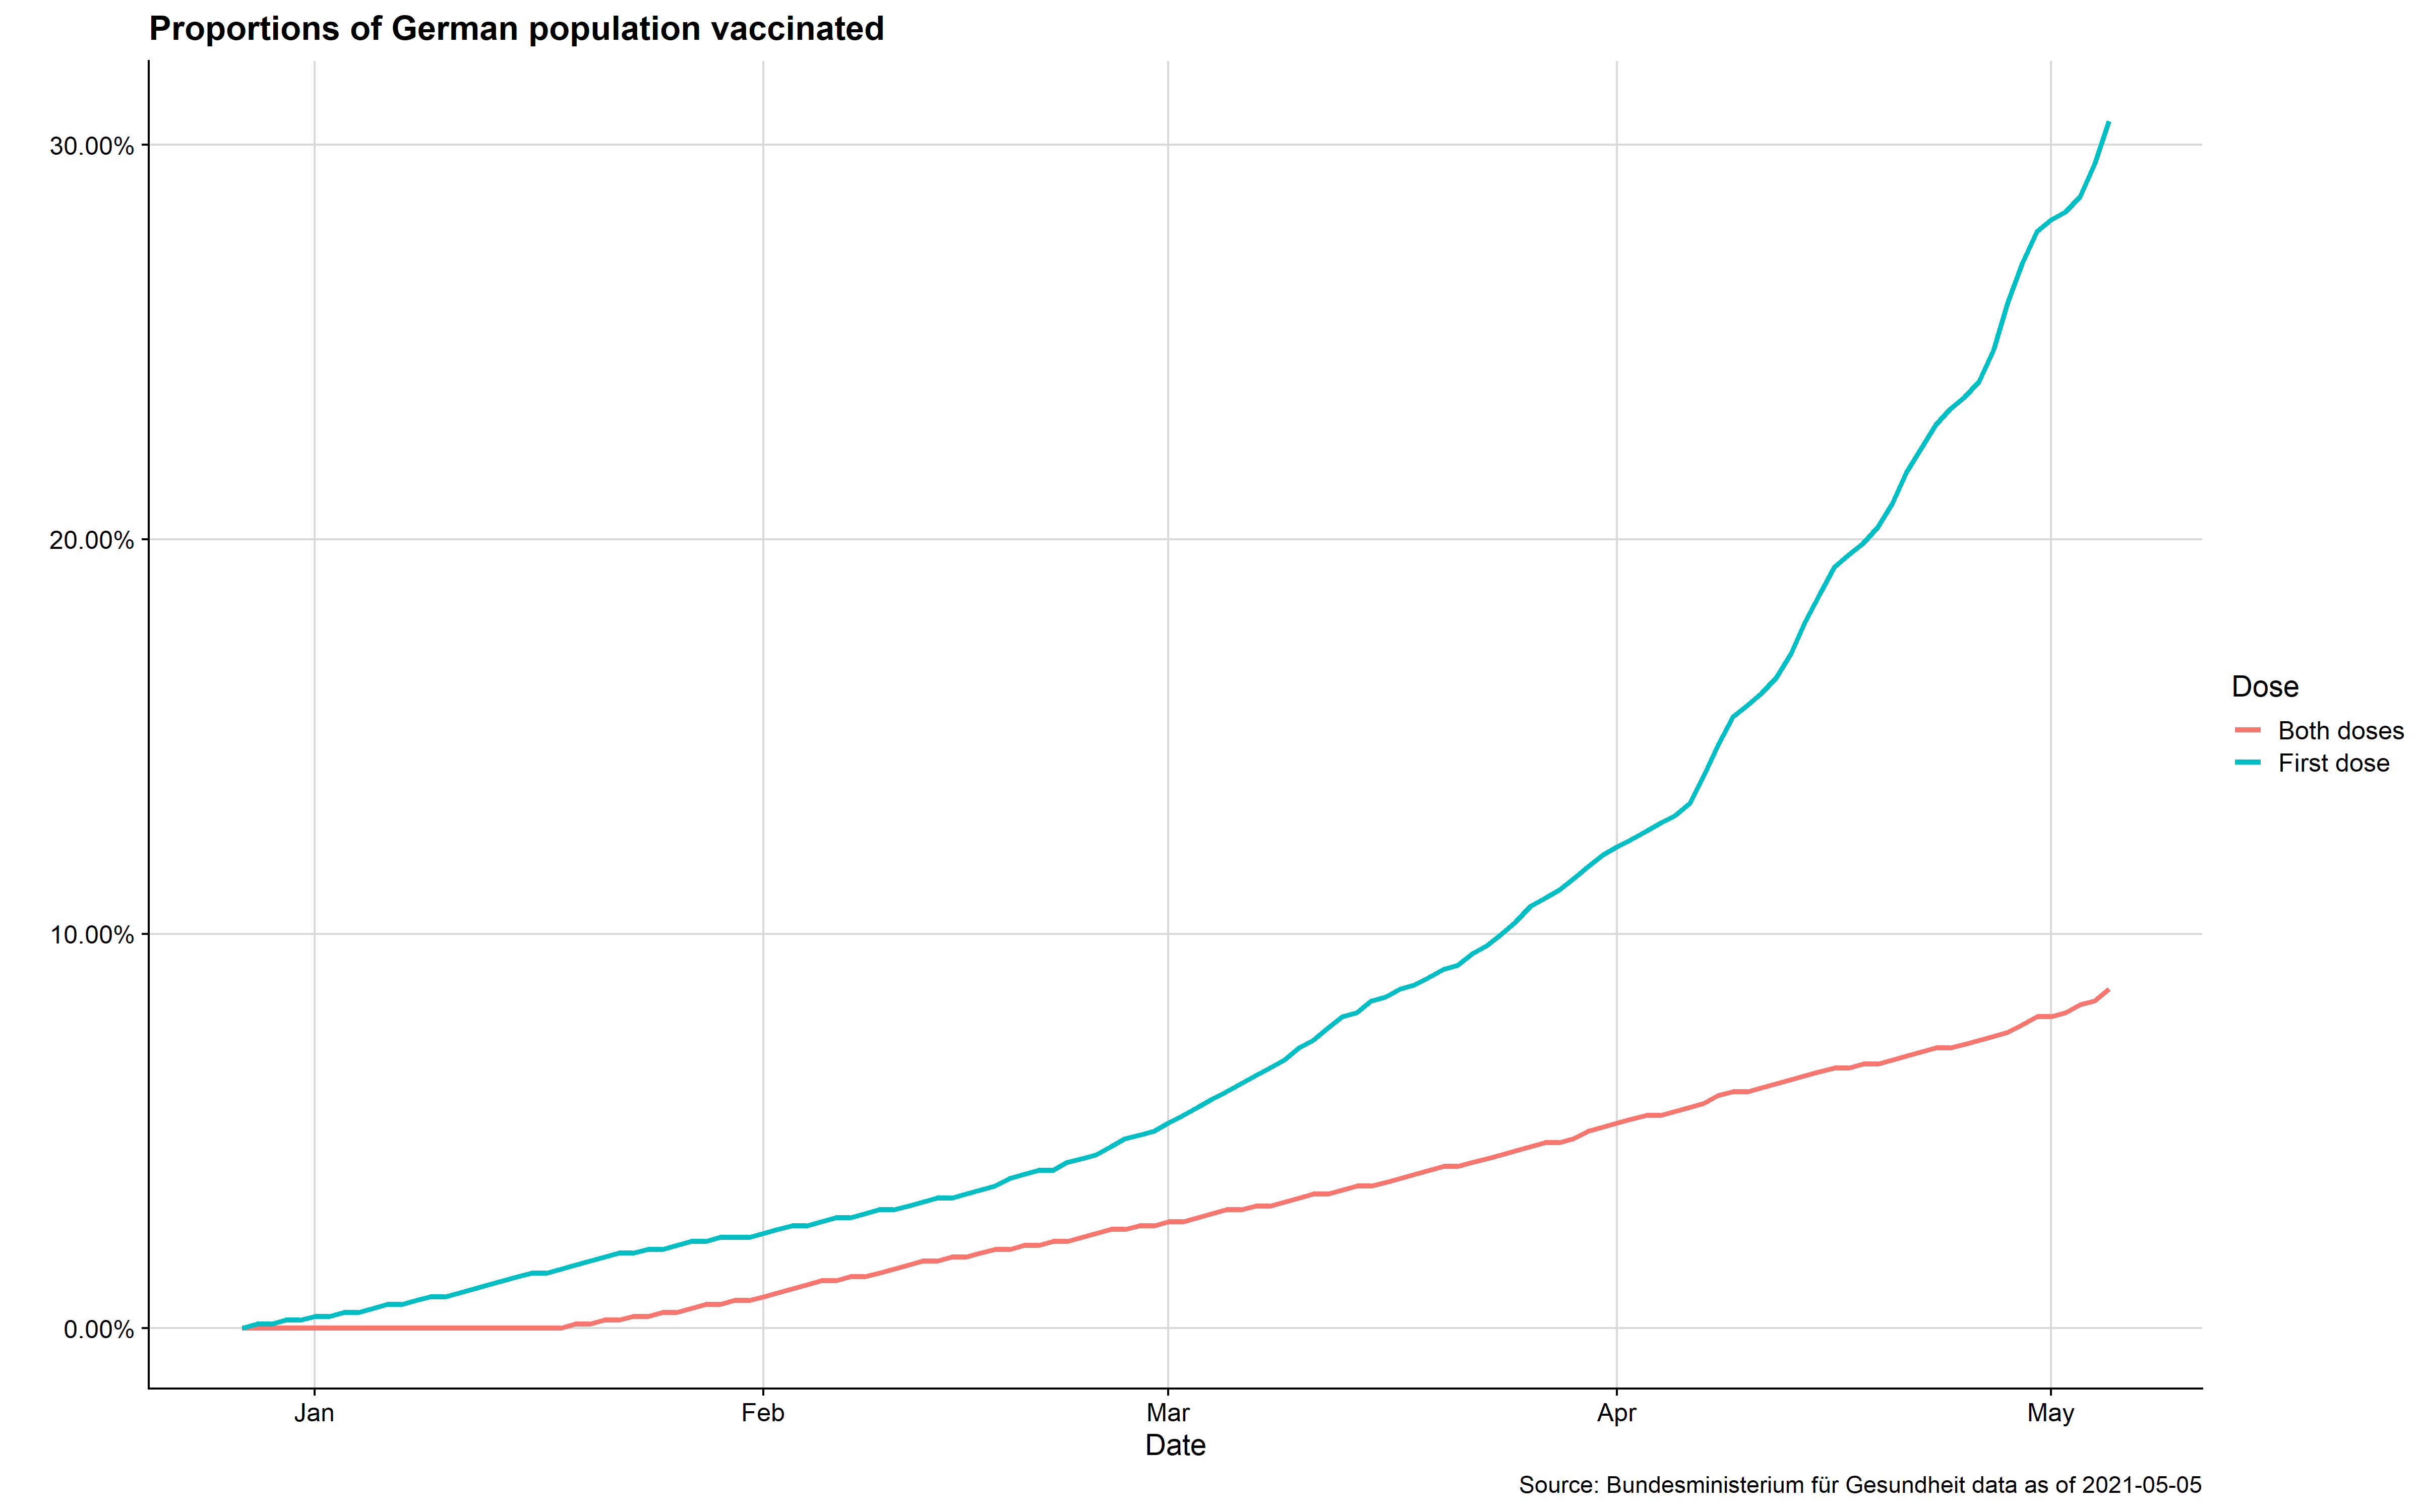 Proportions of German population vaccinated
30.00%
20.00%
10.00%
0.00%
Jan Feb Mar Apr May
Date
Dose
Both doses
First dose
Source: Bundesministerium für Gesundheit data as of 2021-05-05